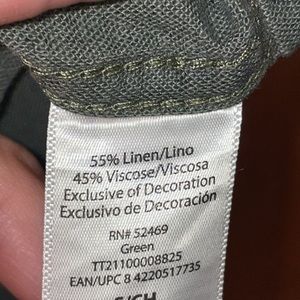 55% Linen/Lino
45% Viscose/Viscosa
Exclusive of Decoration
Exclusivo de Decoración
RN# 52469
Green
TT21100008825
EAN/UPC 8 4220517735
S/CH